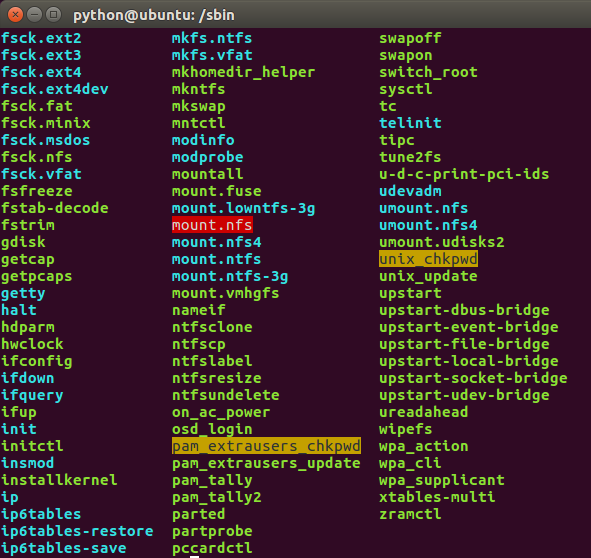 python@ubuntu: /sbin
fsck.ext2 mkfs.ntfs swapoff
fsck.ext3 mkfs.vfat swapon
fsck.ext4 mkhomedir_helper switch_root
fsck.ext4dev mkntfs sysctl
fsck.fat mkswap tc
fsck.minix mntctl telinit
fsck.msdos modinfo tipc
fsck.nfs modprobe tune2fs
fsck.vfat mountall u-d-c-print-pci-ids
fsfreeze mount.fuse udevadm
fstab-decode mount.lowntfs-3g umount.nfs
fstrim mount.nfs umount.nfs4
gdisk mount.nfs4 umount.udisks2
getcap mount.ntfs unix_chkpwd
getpcaps mount.ntfs-3g unix_update
getty mount.vmhgfs upstart
halt nameif upstart-dbus-bridge
hdparm ntfsclone upstart-event-bridge
hwclock ntfscp upstart-file-bridge
ifconfig ntfslabel upstart-local-bridge
ifdown ntfsresize upstart-socket-bridge
ifquery ntfsundelete upstart-udev-bridge
ifup on_ac_power ureadahead
init osd_login wipefs
initctl pam_extrausers_chkpwd wpa_action
insmod pam_extrausers_update wpa_cli
installkernel pam_tally wpa_supplicant
ip pam_tally2 xtables-multi
ip6tables parted zramctl
ip6tables-restore partprobe
ip6tables-save pccardctl